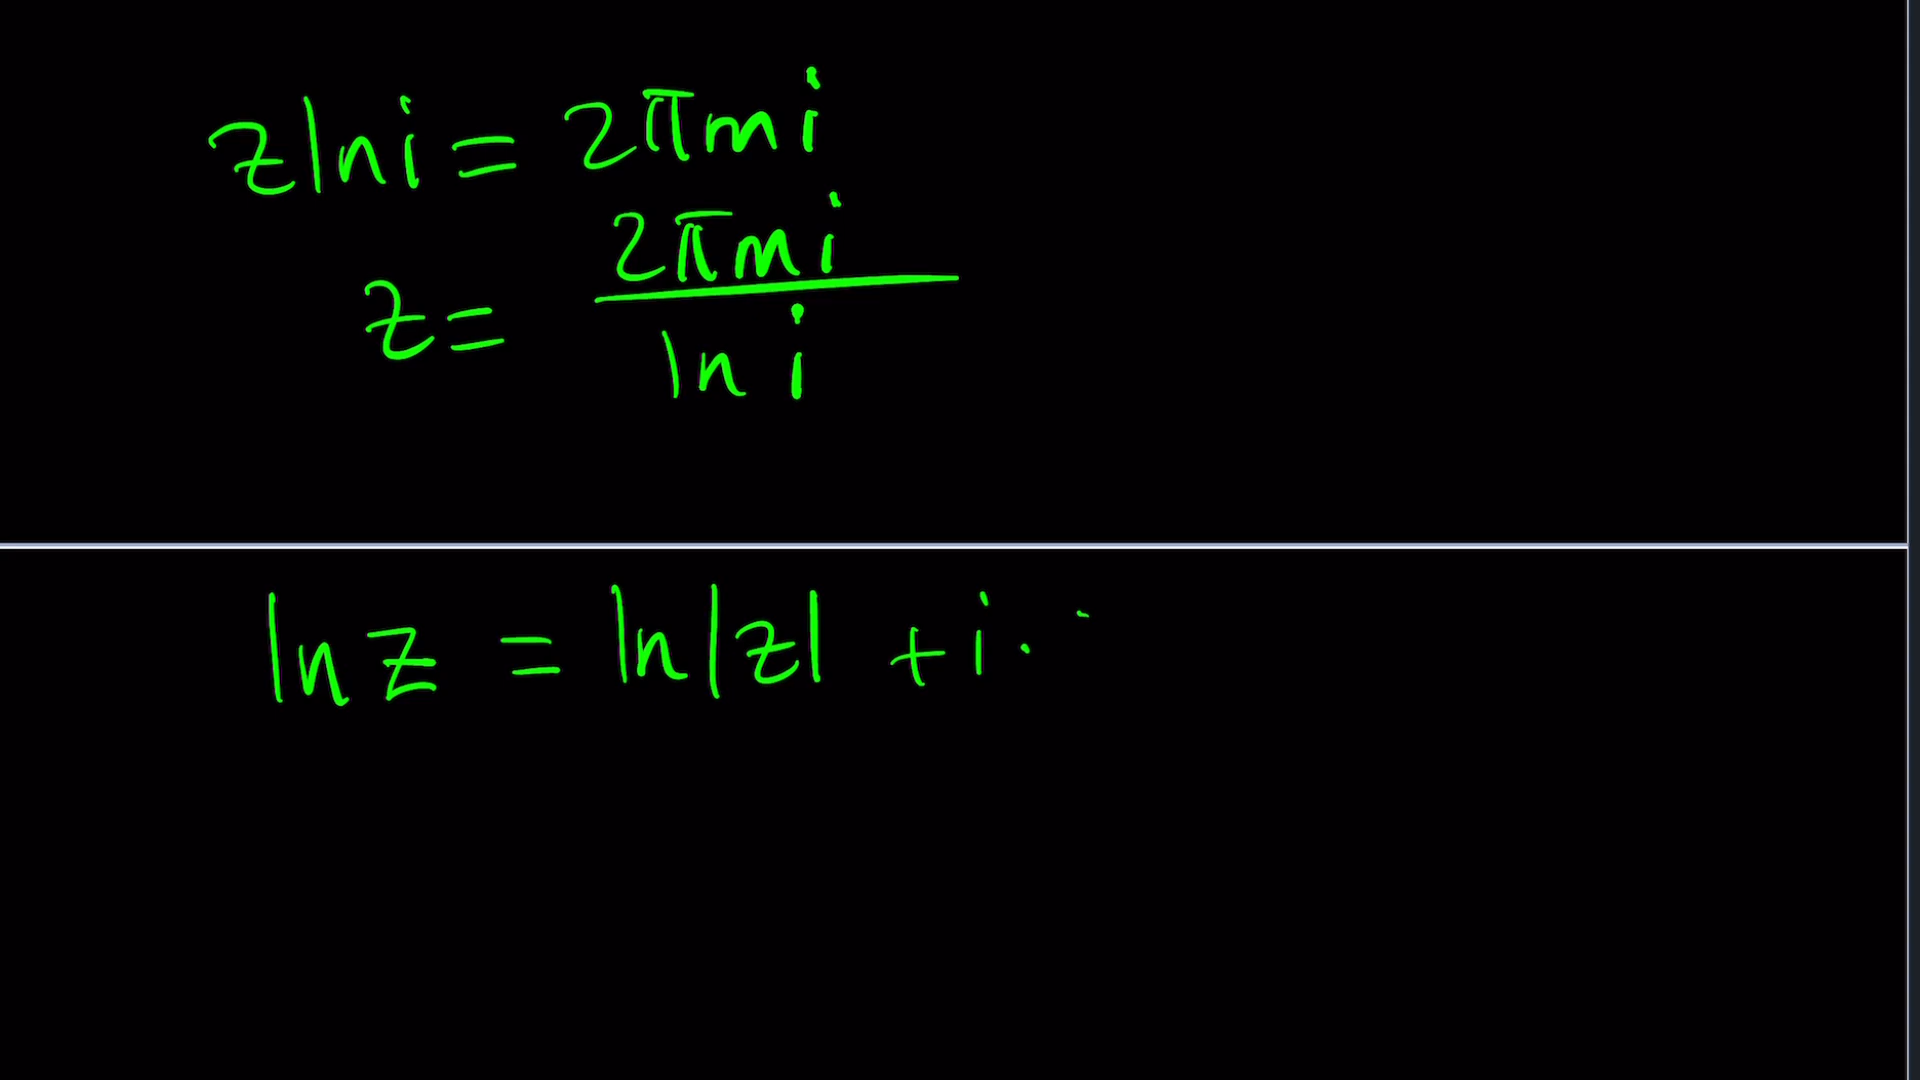 z ln i = 2πmi
z = 2πmi / ln i
ln z = ln|z| + i ·